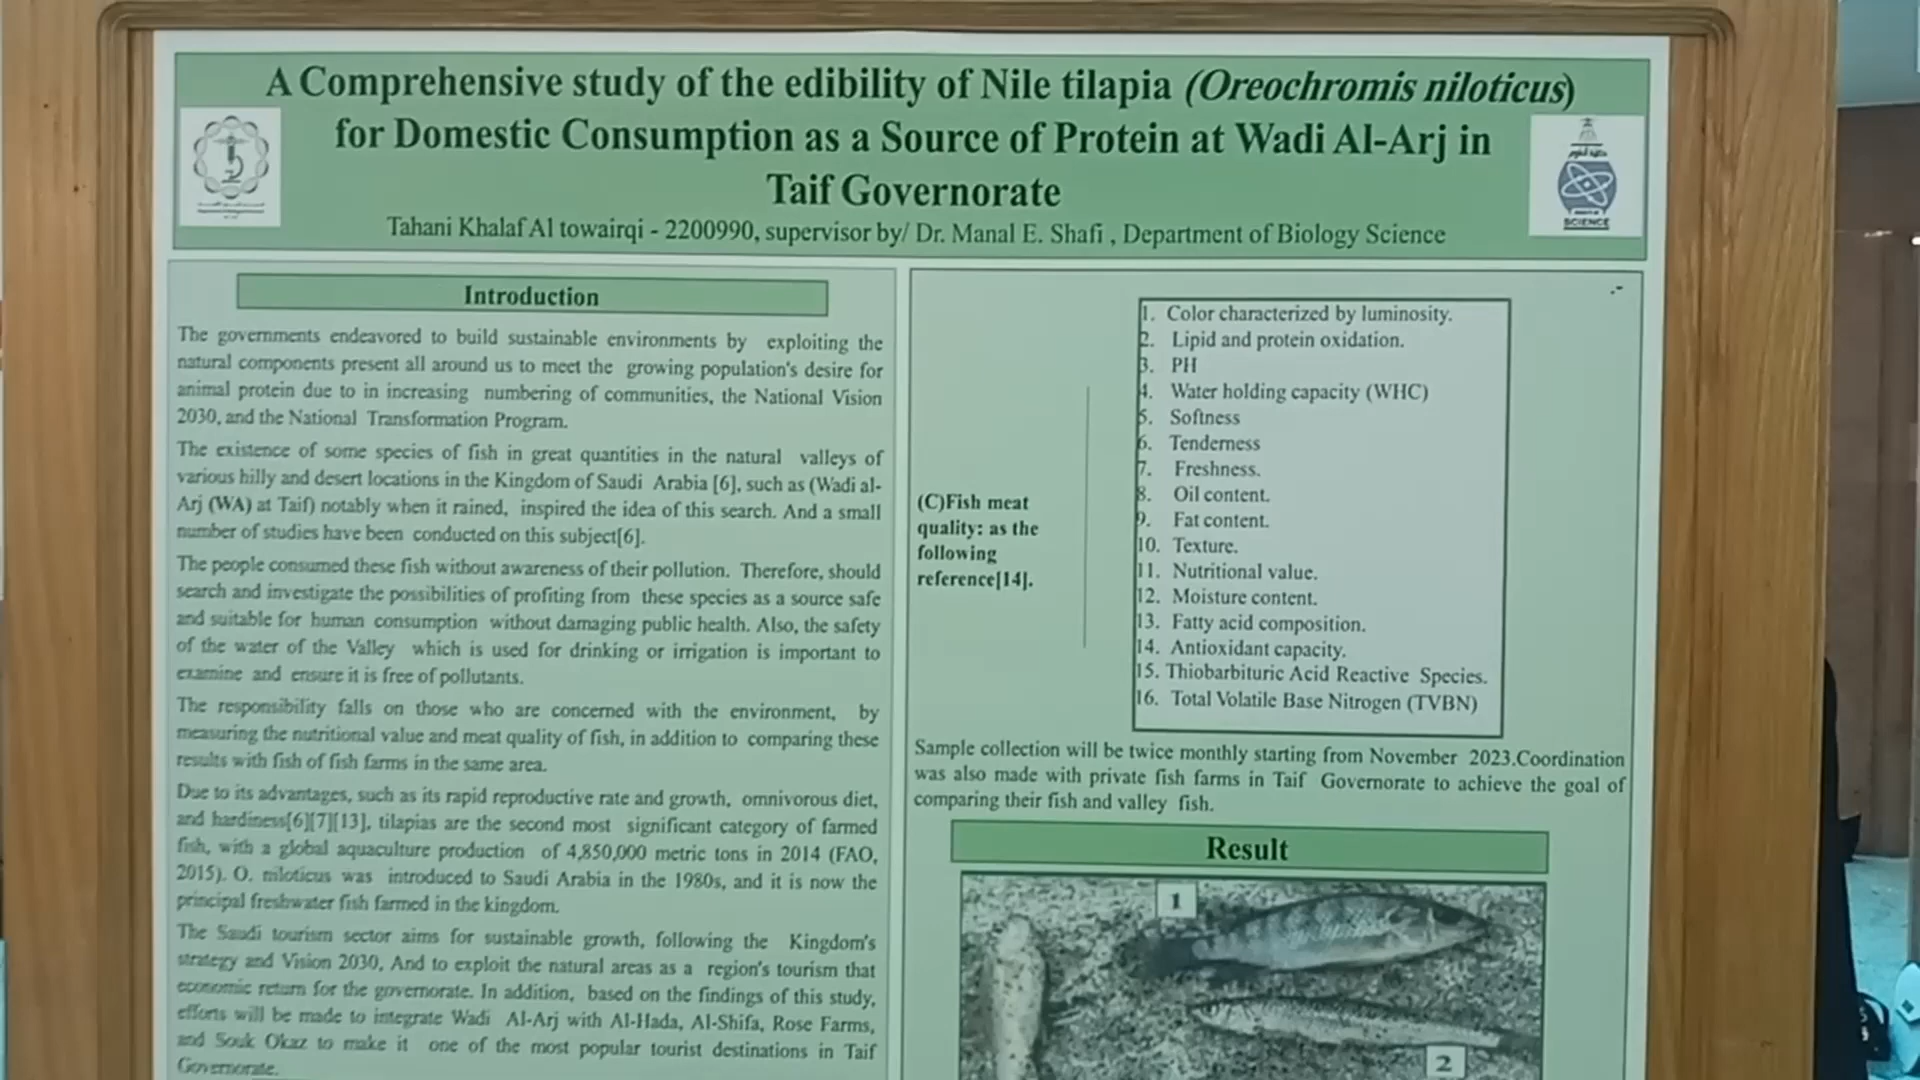 A Comprehensive study of the edibility of Nile tilapia (Oreochromis niloticus)
for Domestic Consumption as a Source of Protein at Wadi Al-Arj in
Taif Governorate
Tahani Khalaf Al towairqi - 2200990, supervisor by/ Dr. Manal E. Shafi , Department of Biology Science
كلية العلوم
SCIENCE
Introduction
The governments endeavored to build sustainable environments by exploiting the
natural components present all around us to meet the growing population's desire for
animal protein due to in increasing numbering of communities, the National Vision
2030, and the National Transformation Program.
The existence of some species of fish in great quantities in the natural valleys of
various hilly and desert locations in the Kingdom of Saudi Arabia [6], such as (Wadi al-
Arj (WA) at Taif) notably when it rained, inspired the idea of this search. And a small
number of studies have been conducted on this subject[6].
The people consumed these fish without awareness of their pollution. Therefore, should
search and investigate the possibilities of profiting from these species as a source safe
and suitable for human consumption without damaging public health. Also, the safety
of the water of the Valley which is used for drinking or irrigation is important to
examine and ensure it is free of pollutants.
The responsibility falls on those who are concerned with the environment, by
measuring the nutritional value and meat quality of fish, in addition to comparing these
results with fish of fish farms in the same area.
Due to its advantages, such as its rapid reproductive rate and growth, omnivorous diet,
and hardiness[6][7][13], tilapias are the second most significant category of farmed
fish, with a global aquaculture production of 4,850,000 metric tons in 2014 (FAO,
2015). O. niloticus was introduced to Saudi Arabia in the 1980s, and it is now the
principal freshwater fish farmed in the kingdom.
The Saudi tourism sector aims for sustainable growth, following the Kingdom's
strategy and Vision 2030, And to exploit the natural areas as a region's tourism that
economic return for the governorate. In addition, based on the findings of this study,
efforts will be made to integrate Wadi Al-Arj with Al-Hada, Al-Shifa, Rose Farms,
and Souk Okaz to make it one of the most popular tourist destinations in Taif
Governorate.
(C)Fish meat
quality: as the
following
reference[14].
1. Color characterized by luminosity.
2. Lipid and protein oxidation.
3. PH
4. Water holding capacity (WHC)
5. Softness
6. Tenderness
7. Freshness.
8. Oil content.
9. Fat content.
10. Texture.
11. Nutritional value.
12. Moisture content.
13. Fatty acid composition.
14. Antioxidant capacity.
15. Thiobarbituric Acid Reactive Species.
16. Total Volatile Base Nitrogen (TVBN)
Sample collection will be twice monthly starting from November 2023.Coordination
was also made with private fish farms in Taif Governorate to achieve the goal of
comparing their fish and valley fish.
Result
1
2